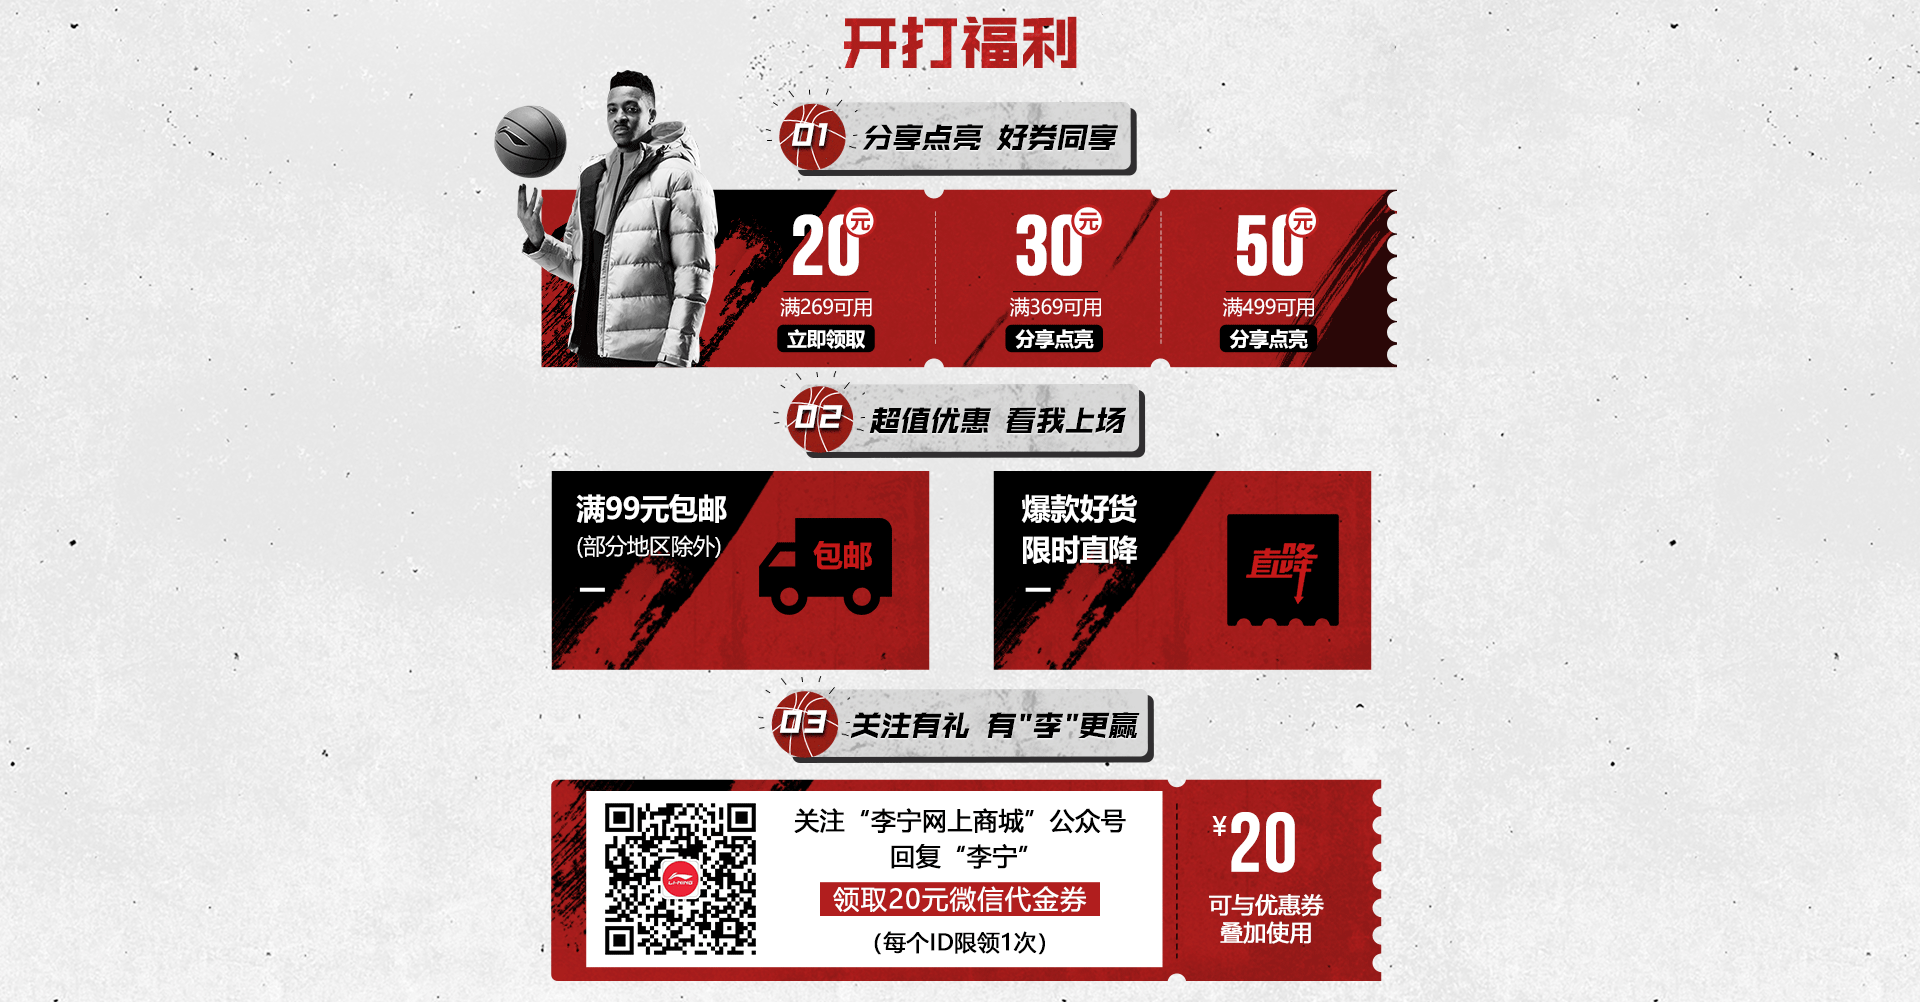 开打福利
01
分享点亮 好券同享
20元
满269可用
立即领取
30元
满369可用
分享点亮
50元
满499可用
分享点亮
02
超值优惠 看我上场
满99元包邮
(部分地区除外)
包邮
爆款好货
限时直降
直降
03
关注有礼 有"李"更赢
LI-NING
关注“李宁网上商城”公众号
回复“李宁”
领取20元微信代金券
(每个ID限领1次)
¥20
可与优惠券
叠加使用